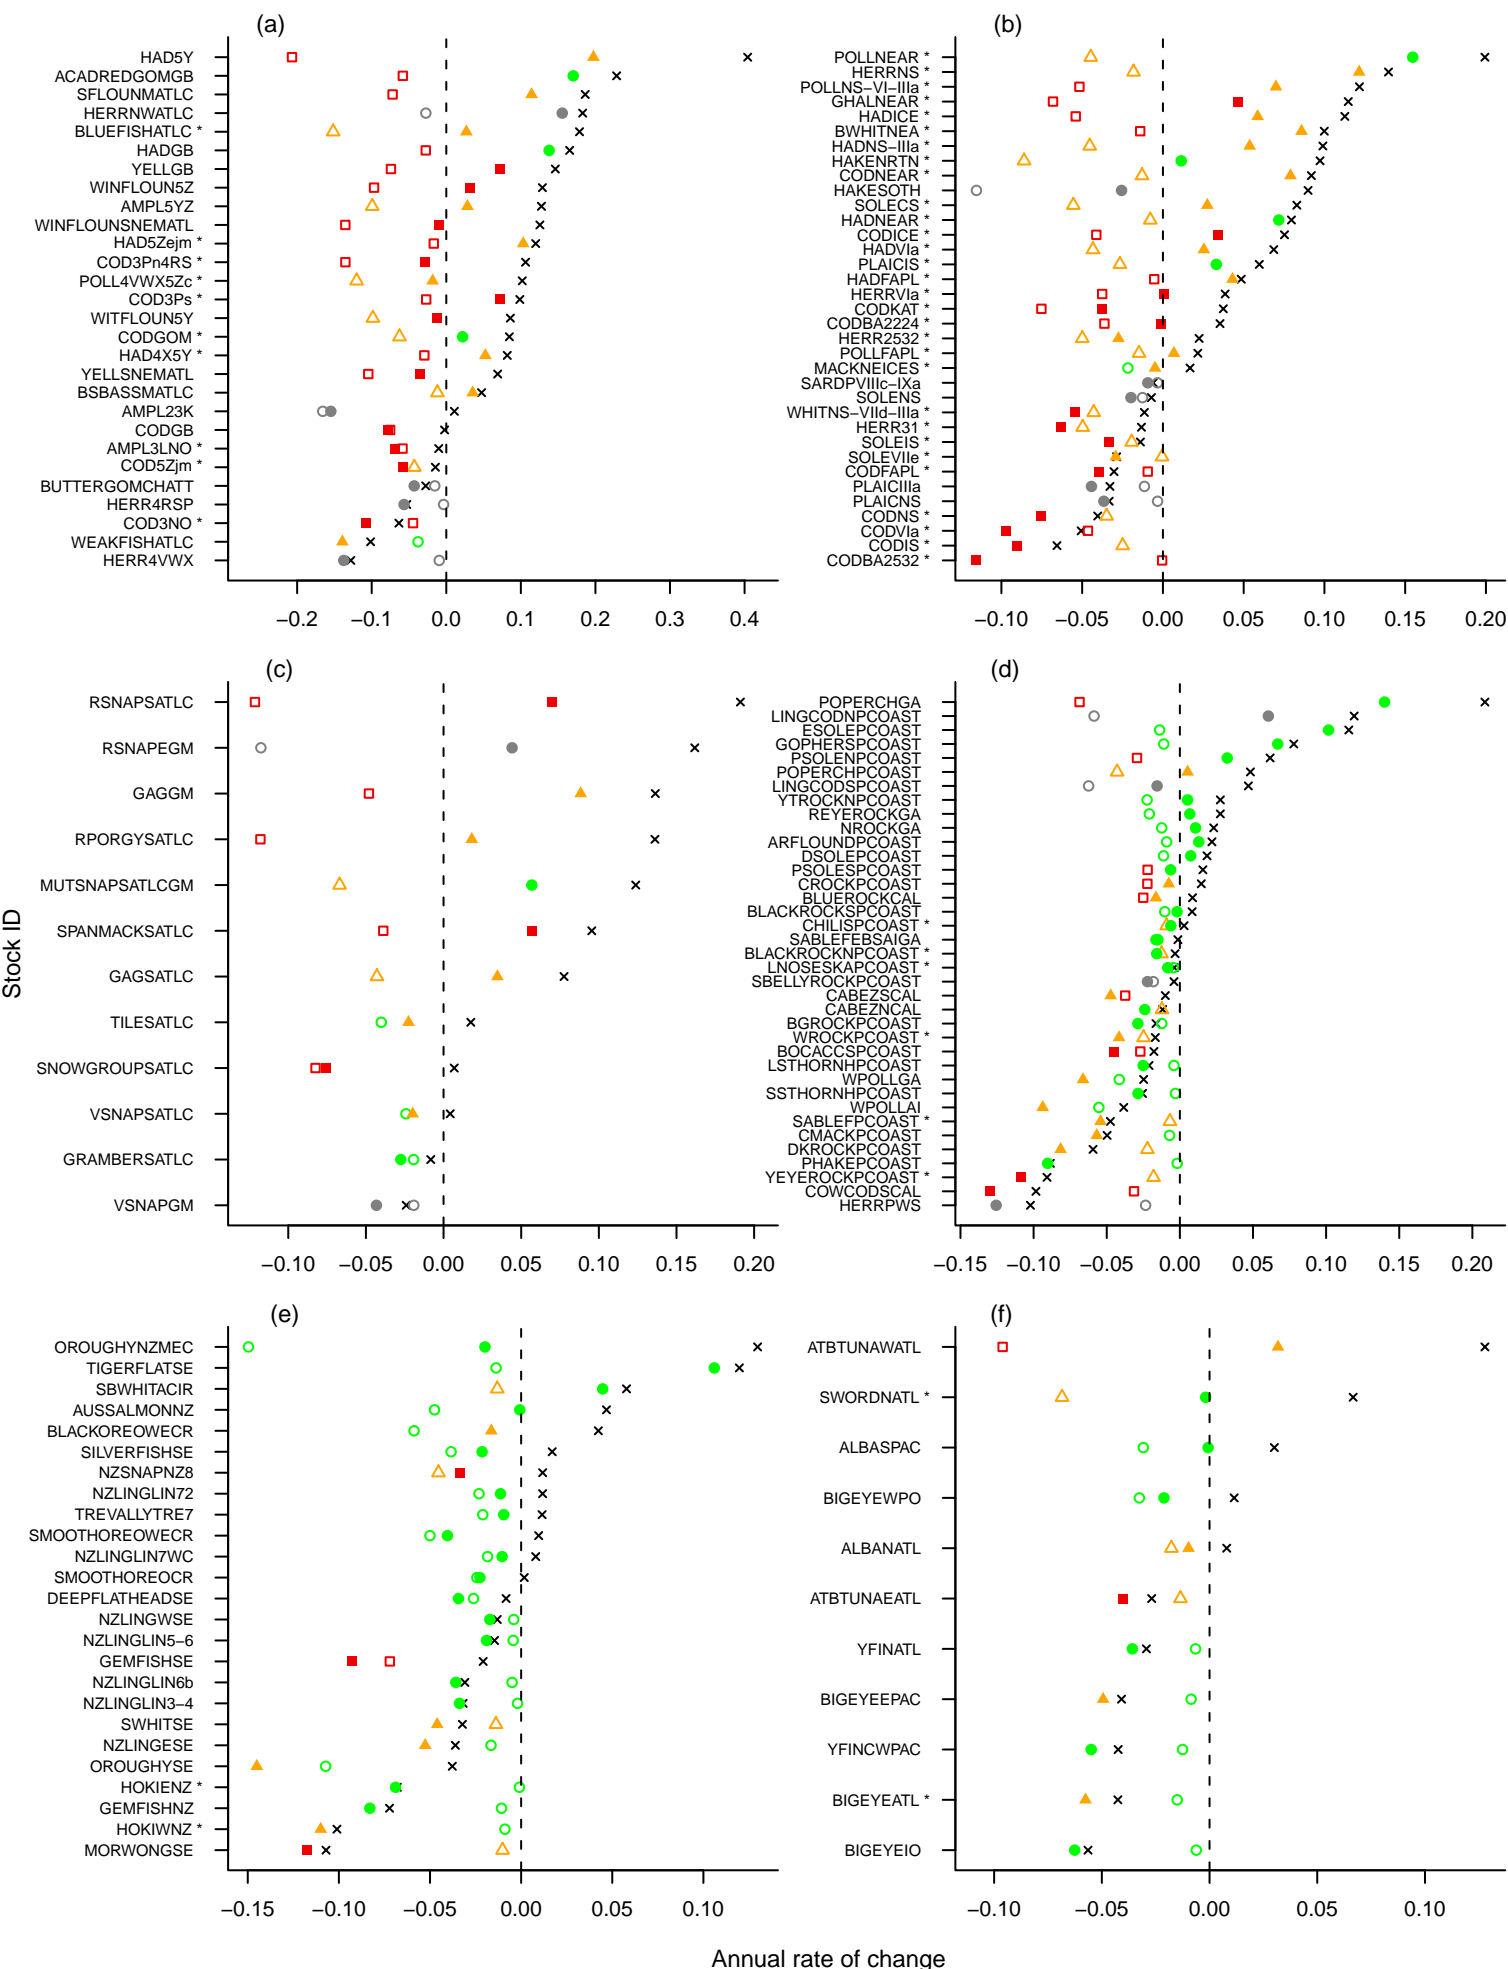 (a)
HAD5Y
ACADREDGOMGB
SFLOUNMATLC
HERRNWATLC
BLUEFISHATLC *
HADGB
YELLGB
WINFLOUN5Z
AMPL5YZ
WINFLOUNSNEMATL
HAD5Zejm *
COD3Pn4RS *
POLL4VWX5Zc *
COD3Ps *
WITFLOUN5Y
CODGOM *
HAD4X5Y *
YELLSNEMATL
BSBASSMATLC
AMPL23K
CODGB
AMPL3LNO *
COD5Zjm *
BUTTERGOMCHATT
HERR4RSP
COD3NO *
WEAKFISHATLC
HERR4VWX
−0.2 −0.1 0.0 0.1 0.2 0.3 0.4
(b)
POLLNEAR *
HERRNS *
POLLNS−VI−IIIa *
GHALNEAR *
HADICE *
BWHITNEA *
HADNS−IIIa *
HAKENRTN *
CODNEAR *
HAKESOTH
SOLECS *
HADNEAR *
CODICE *
HADVIa *
PLAICIS *
HADFAPL *
HERRVIa *
CODKAT *
CODBA2224 *
HERR2532 *
POLLFAPL *
MACKNEICES *
SARDPVIIIc−IXa
SOLENS
WHITNS−VIId−IIIa *
HERR31 *
SOLEIS *
SOLEVIIe *
CODFAPL *
PLAICIIIa
PLAICNS
CODNS *
CODVIa *
CODIS *
CODBA2532 *
−0.10 −0.05 0.00 0.05 0.10 0.15 0.20
(c)
RSNAPSATLC
RSNAPEGM
GAGGM
RPORGYSATLC
MUTSNAPSATLCGM
SPANMACKSATLC
GAGSATLC
TILESATLC
SNOWGROUPSATLC
VSNAPSATLC
GRAMBERSATLC
VSNAPGM
−0.10 −0.05 0.00 0.05 0.10 0.15 0.20
(d)
POPERCHGA
LINGCODNPCOAST
ESOLEPCOAST
GOPHERSPCOAST
PSOLENPCOAST
POPERCHPCOAST
LINGCODSPCOAST
YTROCKNPCOAST
REYEROCKGA
NROCKGA
ARFLOUNDPCOAST
DSOLEPCOAST
PSOLESPCOAST
CROCKPCOAST
BLUEROCKCAL
BLACKROCKSPCOAST
CHILISPCOAST *
SABLEFEBSAIGA
BLACKROCKNPCOAST *
LNOSESKAPCOAST *
SBELLYROCKPCOAST
CABEZSCAL
CABEZNCAL
BGROCKPCOAST
WROCKPCOAST *
BOCACCSPCOAST
LSTHORNHPCOAST
WPOLLGA
SSTHORNHPCOAST
WPOLLAI
SABLEFPCOAST *
CMACKPCOAST
DKROCKPCOAST
PHAKEPCOAST
YEYEROCKPCOAST *
COWCODSCAL
HERRPWS
−0.15 −0.10 −0.05 0.00 0.05 0.10 0.15 0.20
Stock ID
(e)
OROUGHYNZMEC
TIGERFLATSE
SBWHITACIR
AUSSALMONNZ
BLACKOREOWECR
SILVERFISHSE
NZSNAPNZ8
NZLINGLIN72
TREVALLYTRE7
SMOOTHOREOWECR
NZLINGLIN7WC
SMOOTHOREOCR
DEEPFLATHEADSE
NZLINGWSE
NZLINGLIN5−6
GEMFISHSE
NZLINGLIN6b
NZLINGLIN3−4
SWHITSE
NZLINGESE
OROUGHYSE
HOKIENZ *
GEMFISHNZ
HOKIWNZ *
MORWONGSE
−0.15 −0.10 −0.05 0.00 0.05 0.10
(f)
ATBTUNAWATL
SWORDNATL *
ALBASPAC
BIGEYEWPO
ALBANATL
ATBTUNAEATL
YFINATL
BIGEYEEPAC
YFINCWPAC
BIGEYEATL *
BIGEYEIO
−0.10 −0.05 0.00 0.05 0.10
Annual rate of change